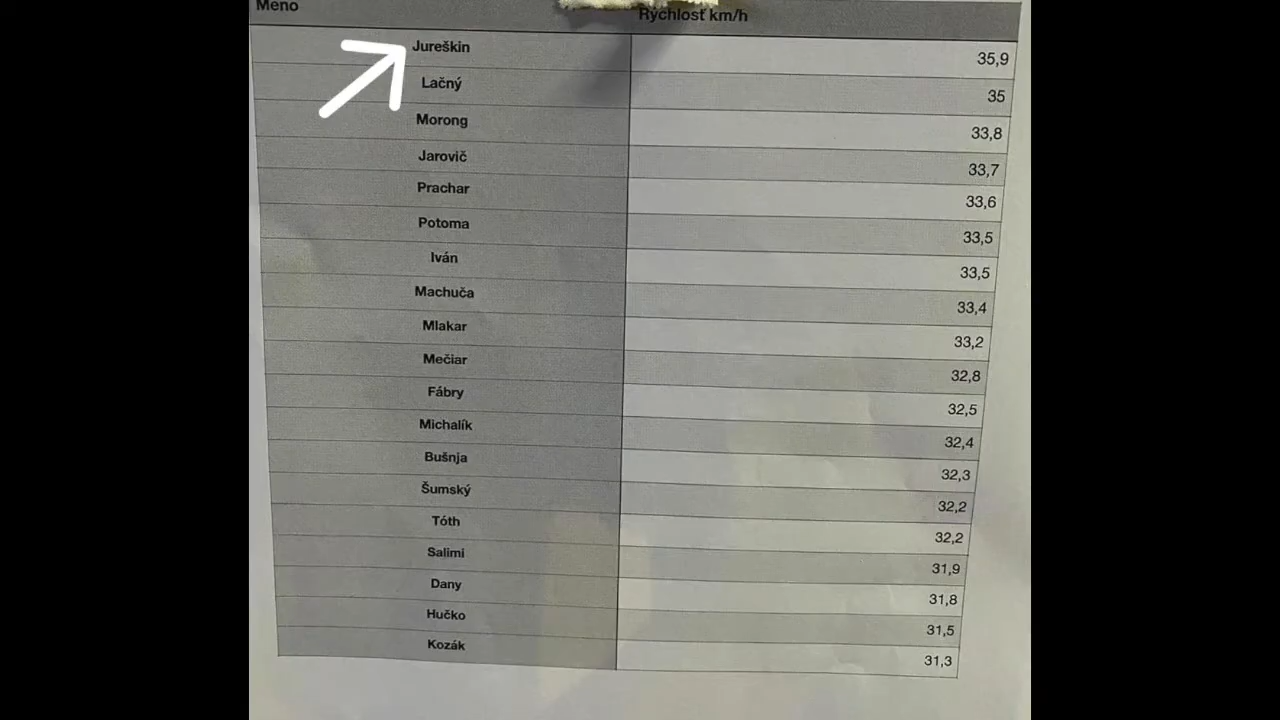 Meno Rýchlosť km/h
Jureškin 35,9
Lačný 35
Morong 33,8
Jarovič 33,7
Prachar 33,6
Potoma 33,5
Iván 33,5
Machuča 33,4
Mlakar 33,2
Mečiar 32,8
Fábry 32,5
Michalík 32,4
Bušnja 32,3
Šumský 32,2
Tóth 32,2
Salimi 31,9
Dany 31,8
Hučko 31,5
Kozák 31,3